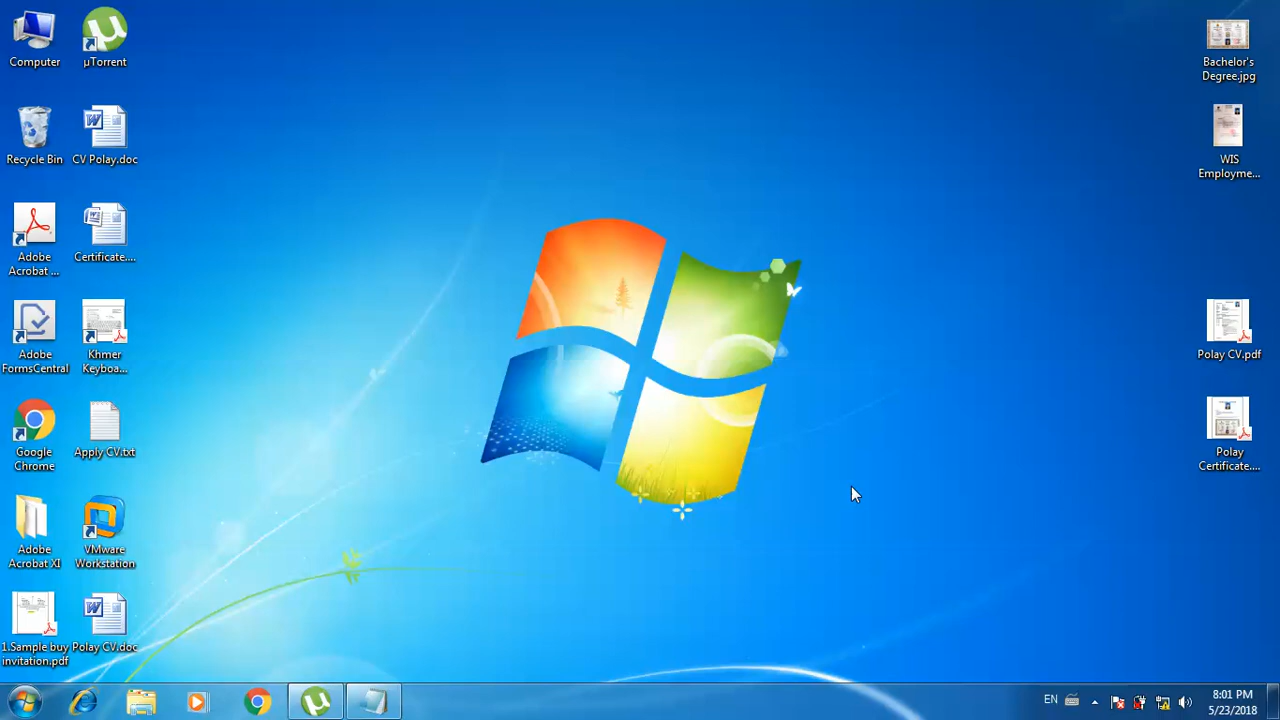 Computer
µTorrent
Recycle Bin
CV Polay.doc
Adobe
Acrobat ...
Certificate....
Adobe
FormsCentral
Khmer
Keyboa...
Google
Chrome
Apply CV.txt
Adobe
Acrobat XI
VMware
Workstation
1.Sample buy
invitation.pdf
Polay CV.doc
Bachelor's
Degree.jpg
WIS
Employme...
Polay CV.pdf
Polay
Certificate....
EN
8:01 PM
5/23/2018